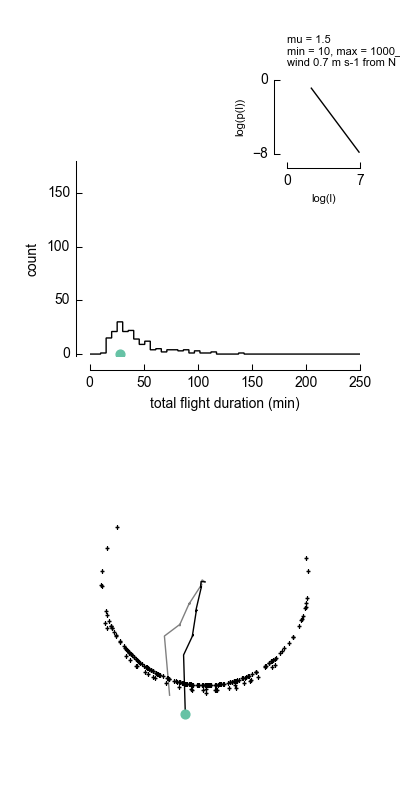 mu = 1.5
min = 10, max = 1000_
wind 0.7 m s-1 from N
0
log(p(l))
−8
0 7
log(l)
150
100
50
0
count
0 50 100 150 200 250
total flight duration (min)